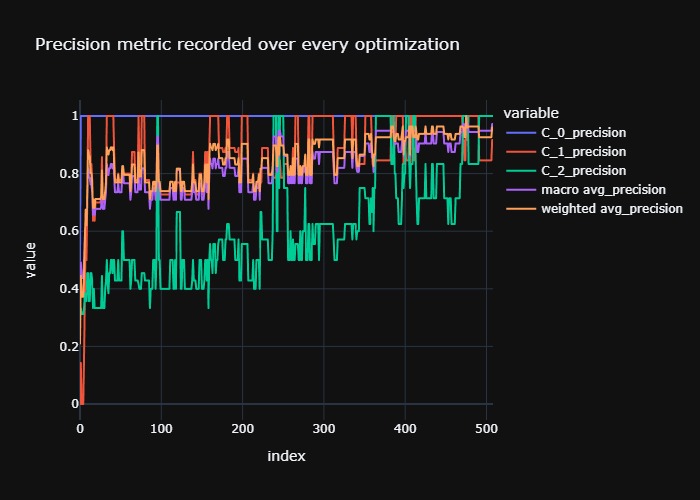 Precision metric recorded over every optimization
variable
C_0_precision
C_1_precision
C_2_precision
macro avg_precision
weighted avg_precision
value
1
0.8
0.6
0.4
0.2
0
0 100 200 300 400 500
index